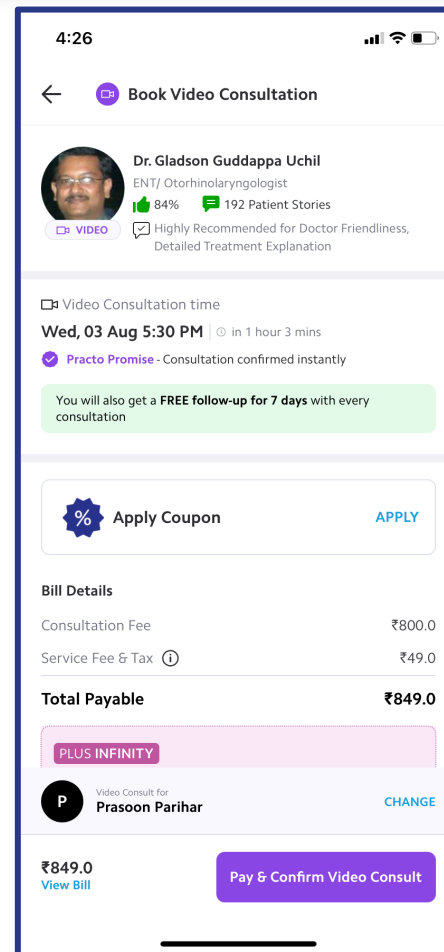 4:26
Book Video Consultation
Dr. Gladson Guddappa Uchil
ENT/ Otorhinolaryngologist
84% 192 Patient Stories
VIDEO
Highly Recommended for Doctor Friendliness,
Detailed Treatment Explanation
Video Consultation time
Wed, 03 Aug 5:30 PM in 1 hour 3 mins
Practo Promise - Consultation confirmed instantly
You will also get a FREE follow-up for 7 days with every
consultation
% Apply Coupon APPLY
Bill Details
Consultation Fee ₹800.0
Service Fee & Tax i ₹49.0
Total Payable ₹849.0
PLUS INFINITY
P
Video Consult for
Prasoon Parihar CHANGE
₹849.0
View Bill
Pay & Confirm Video Consult